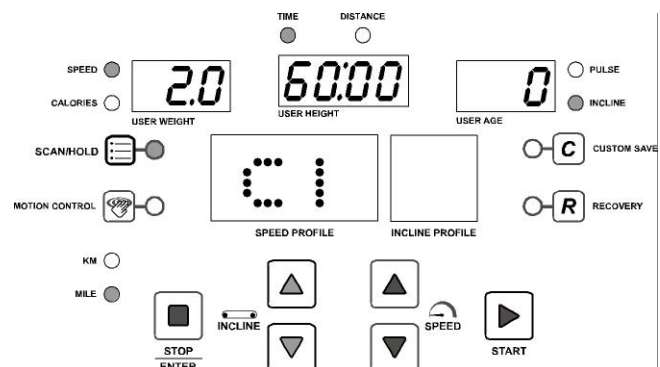 TIME DISTANCE
SPEED 2.0 60:00 0 PULSE
CALORIES INCLINE
USER WEIGHT USER HEIGHT USER AGE
SCAN/HOLD C CUSTOM SAVE
C1
MOTION CONTROL R RECOVERY
SPEED PROFILE INCLINE PROFILE
KM
MILE
INCLINE SPEED
STOP START
ENTER